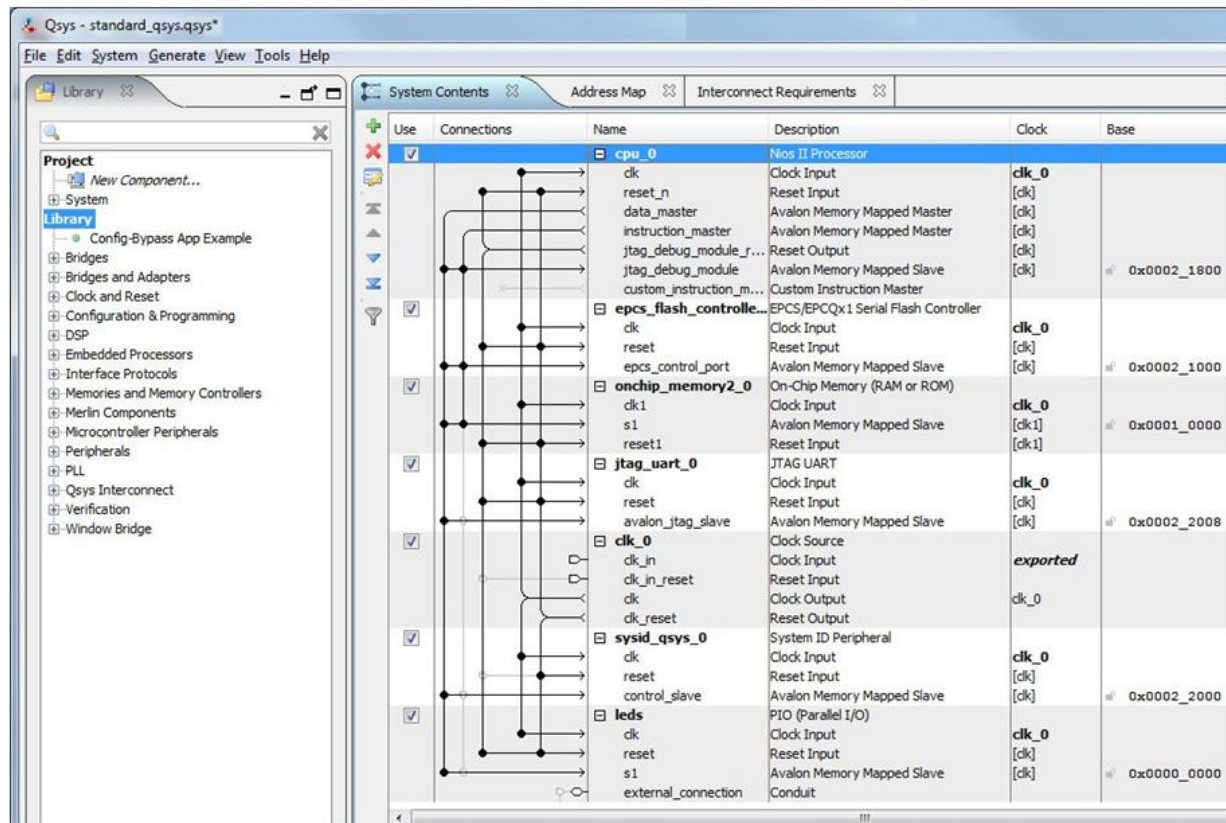 Qsys - standard_qsys.qsys*
File Edit System Generate View Tools Help
Library
Project
New Component...
System
Library
Config-Bypass App Example
Bridges
Bridges and Adapters
Clock and Reset
Configuration & Programming
DSP
Embedded Processors
Interface Protocols
Memories and Memory Controllers
Merlin Components
Microcontroller Peripherals
Peripherals
PLL
Qsys Interconnect
Verification
Window Bridge
System Contents Address Map Interconnect Requirements
Use Connections Name Description Clock Base
cpu_0 Nios II Processor
clk Clock Input clk_0
reset_n Reset Input [clk]
data_master Avalon Memory Mapped Master [clk]
instruction_master Avalon Memory Mapped Master [clk]
jtag_debug_module_r... Reset Output [clk]
jtag_debug_module Avalon Memory Mapped Slave [clk] 0x0002_1800
custom_instruction_m... Custom Instruction Master
epcs_flash_controlle... EPCS/EPCQx1 Serial Flash Controller
clk Clock Input clk_0
reset Reset Input [clk]
epcs_control_port Avalon Memory Mapped Slave [clk] 0x0002_1000
onchip_memory2_0 On-Chip Memory (RAM or ROM)
clk1 Clock Input clk_0
s1 Avalon Memory Mapped Slave [clk1] 0x0001_0000
reset1 Reset Input [clk1]
jtag_uart_0 JTAG UART
clk Clock Input clk_0
reset Reset Input [clk]
avalon_jtag_slave Avalon Memory Mapped Slave [clk] 0x0002_2008
clk_0 Clock Source
clk_in Clock Input exported
clk_in_reset Reset Input
clk Clock Output clk_0
clk_reset Reset Output
sysid_qsys_0 System ID Peripheral
clk Clock Input clk_0
reset Reset Input [clk]
control_slave Avalon Memory Mapped Slave [clk] 0x0002_2000
leds PIO (Parallel I/O)
clk Clock Input clk_0
reset Reset Input [clk]
s1 Avalon Memory Mapped Slave [clk] 0x0000_0000
external_connection Conduit